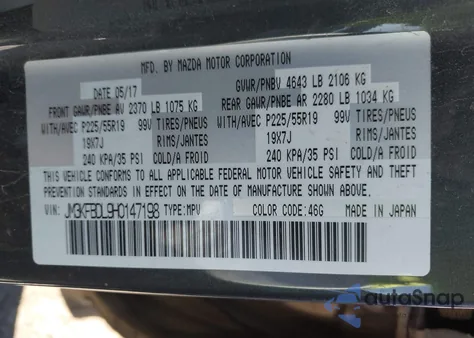 MFD. BY MAZDA MOTOR CORPORATION
DATE 05/17 GVWR/PNBV 4643 LB 2106 KG
FRONT GAWR/PNBE AV 2370 LB 1075 KG REAR GAWR/PNBE AR 2280 LB 1034 KG
WITH/AVEC P225/55R19 99V TIRES/PNEUS WITH/AVEC P225/55R19 99V TIRES/PNEUS
19X7J RIMS/JANTES 19X7J RIMS/JANTES
240 KPA/35 PSI COLD/A FROID 240 KPA/35 PSI COLD/A FROID
THIS VEHICLE CONFORMS TO ALL APPLICABLE FEDERAL MOTOR VEHICLE SAFETY AND THEFT
PREVENTION STANDARDS IN EFFECT ON THE DATE OF MANUFACTURE SHOWN ABOVE.
VIN: JM3KFBDL9H0147198 TYPE:MPV COLOR CODE:46G MADE IN JAPAN
autoSnap